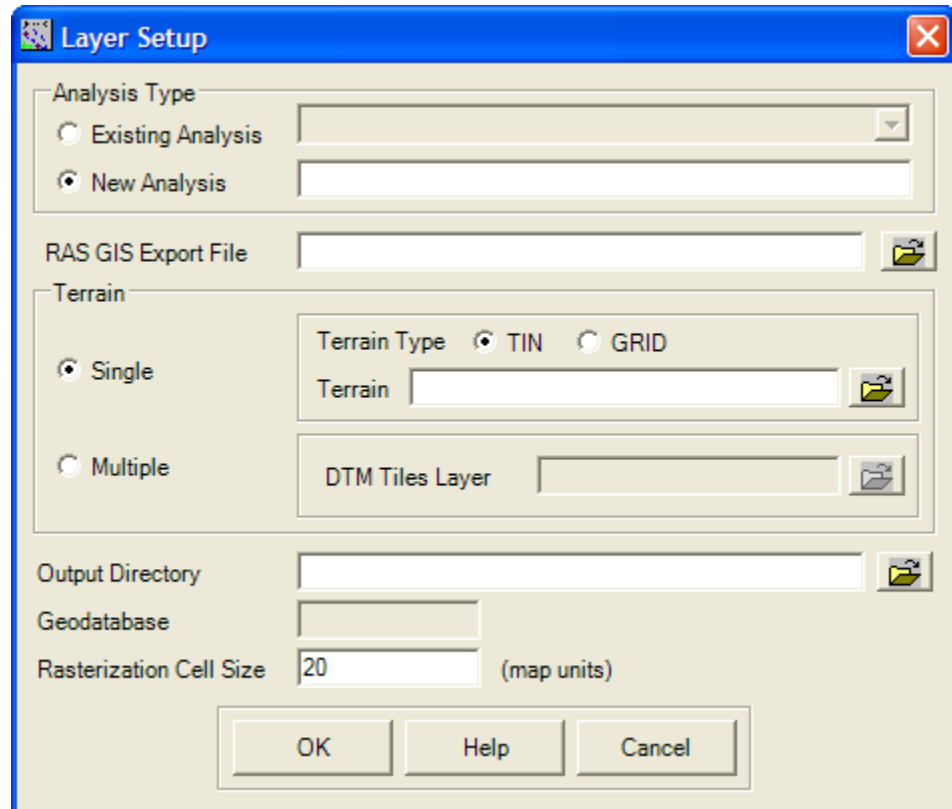 Layer Setup
Analysis Type
Existing Analysis
New Analysis
RAS GIS Export File
Terrain
Single
Terrain Type TIN GRID
Terrain
Multiple
DTM Tiles Layer
Output Directory
Geodatabase
Rasterization Cell Size 20 (map units)
OK Help Cancel